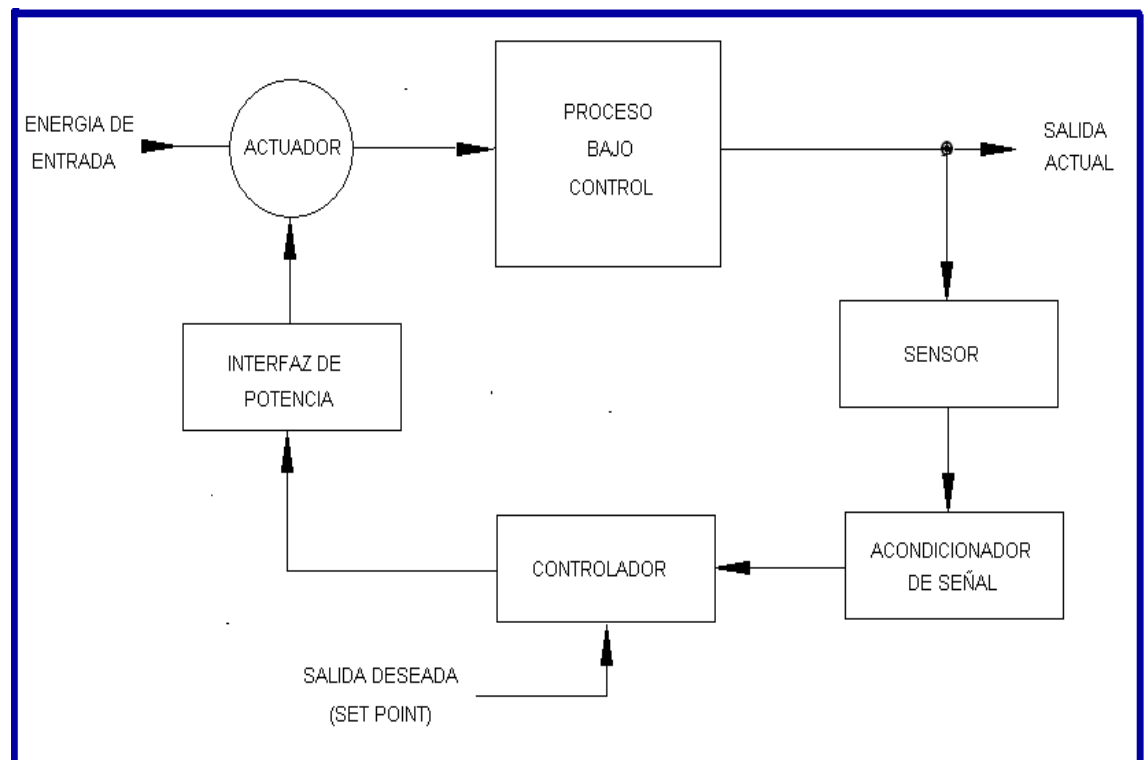 ENERGIA DE
ENTRADA
ACTUADOR
PROCESO
BAJO
CONTROL
SALIDA
ACTUAL
INTERFAZ DE
POTENCIA
SENSOR
CONTROLADOR
ACONDICIONADOR
DE SEÑAL
SALIDA DESEADA
(SET POINT)